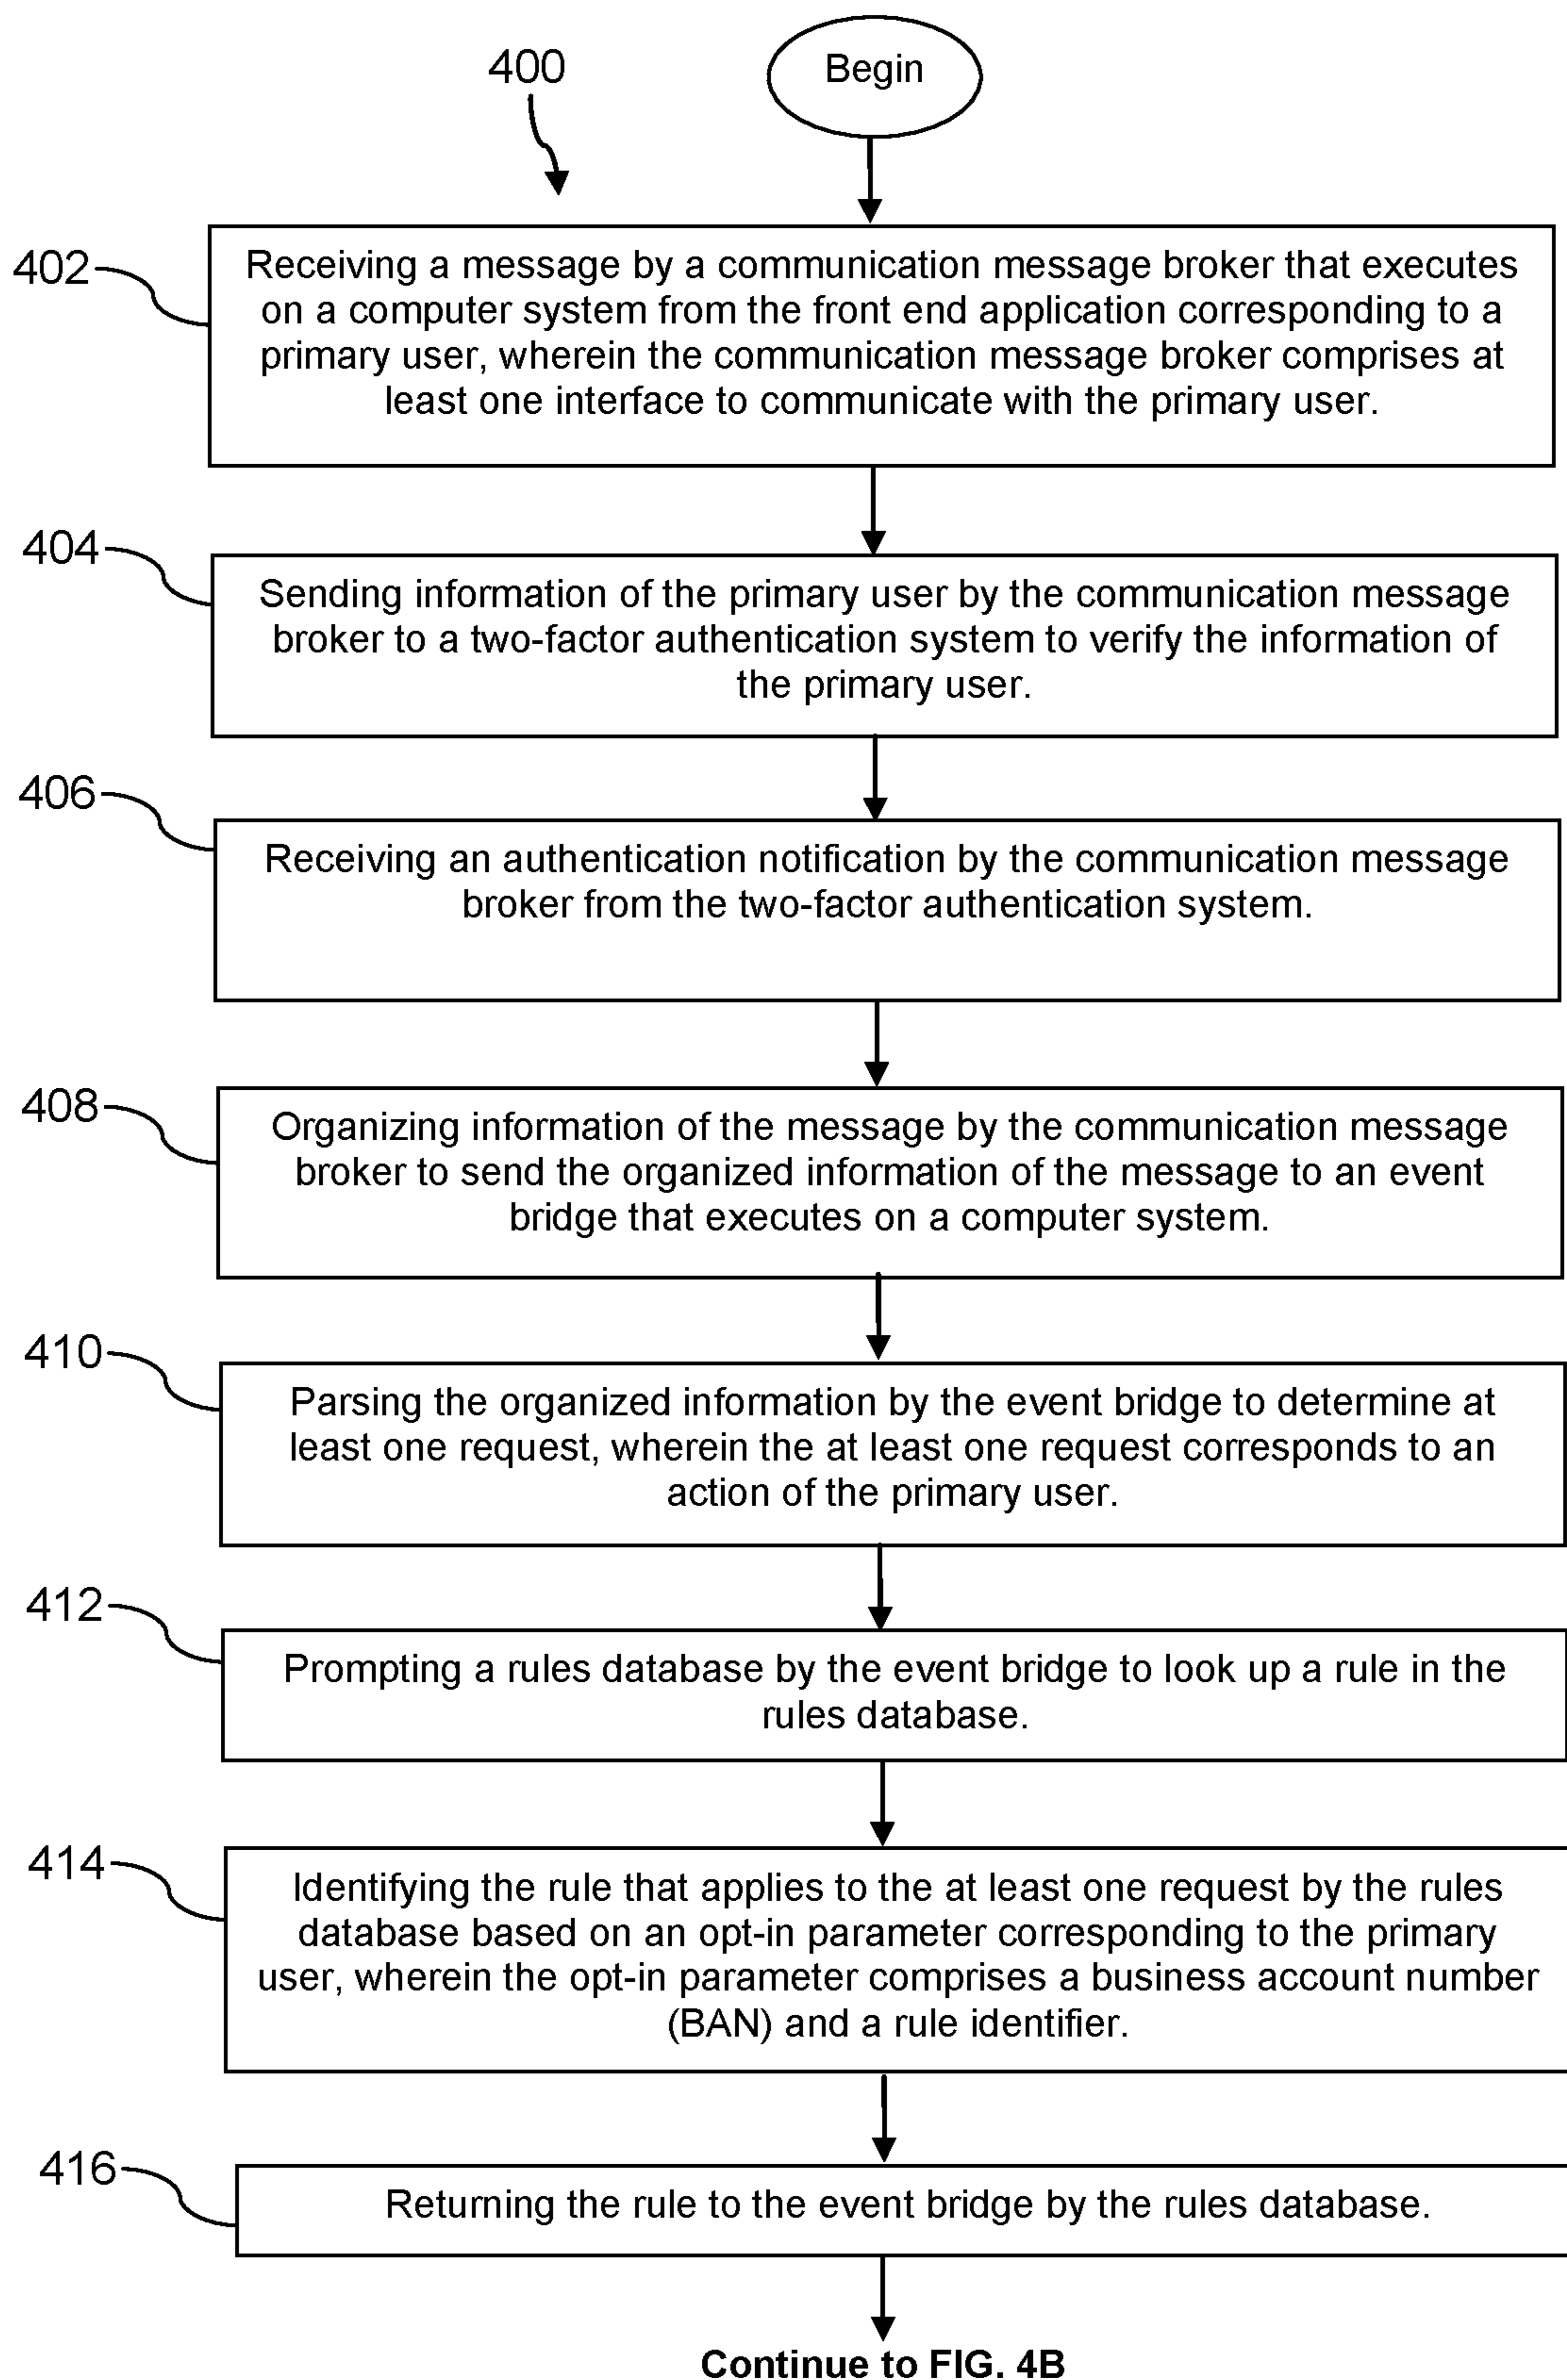 400
Begin
402
Receiving a message by a communication message broker that executes
on a computer system from the front end application corresponding to a
primary user, wherein the communication message broker comprises at
least one interface to communicate with the primary user.
404
Sending information of the primary user by the communication message
broker to a two-factor authentication system to verify the information of
the primary user.
406
Receiving an authentication notification by the communication message
broker from the two-factor authentication system.
408
Organizing information of the message by the communication message
broker to send the organized information of the message to an event
bridge that executes on a computer system.
410
Parsing the organized information by the event bridge to determine at
least one request, wherein the at least one request corresponds to an
action of the primary user.
412
Prompting a rules database by the event bridge to look up a rule in the
rules database.
414
Identifying the rule that applies to the at least one request by the rules
database based on an opt-in parameter corresponding to the primary
user, wherein the opt-in parameter comprises a business account number
(BAN) and a rule identifier.
416
Returning the rule to the event bridge by the rules database.
Continue to FIG. 4B